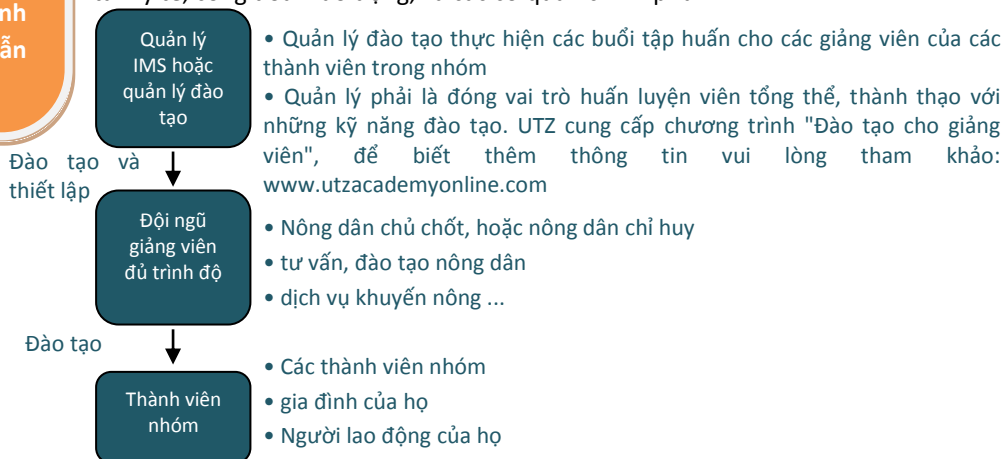 nh
ẫn
Quản lý
IMS hoặc
quản lý đào
tạo
• Quản lý đào tạo thực hiện các buổi tập huấn cho các giảng viên của các
thành viên trong nhóm
• Quản lý phải là đóng vai trò huấn luyện viên tổng thể, thành thạo với
những kỹ năng đào tạo. UTZ cung cấp chương trình "Đào tạo cho giảng
viên", để biết thêm thông tin vui lòng tham khảo:
www.utzacademyonline.com
Đào tạo và
thiết lập
Đội ngũ
giảng viên
đủ trình độ
• Nông dân chủ chốt, hoặc nông dân chỉ huy
• tư vấn, đào tạo nông dân
• dịch vụ khuyến nông ...
Đào tạo
Thành viên
nhóm
• Các thành viên nhóm
• gia đình của họ
• Người lao động của họ